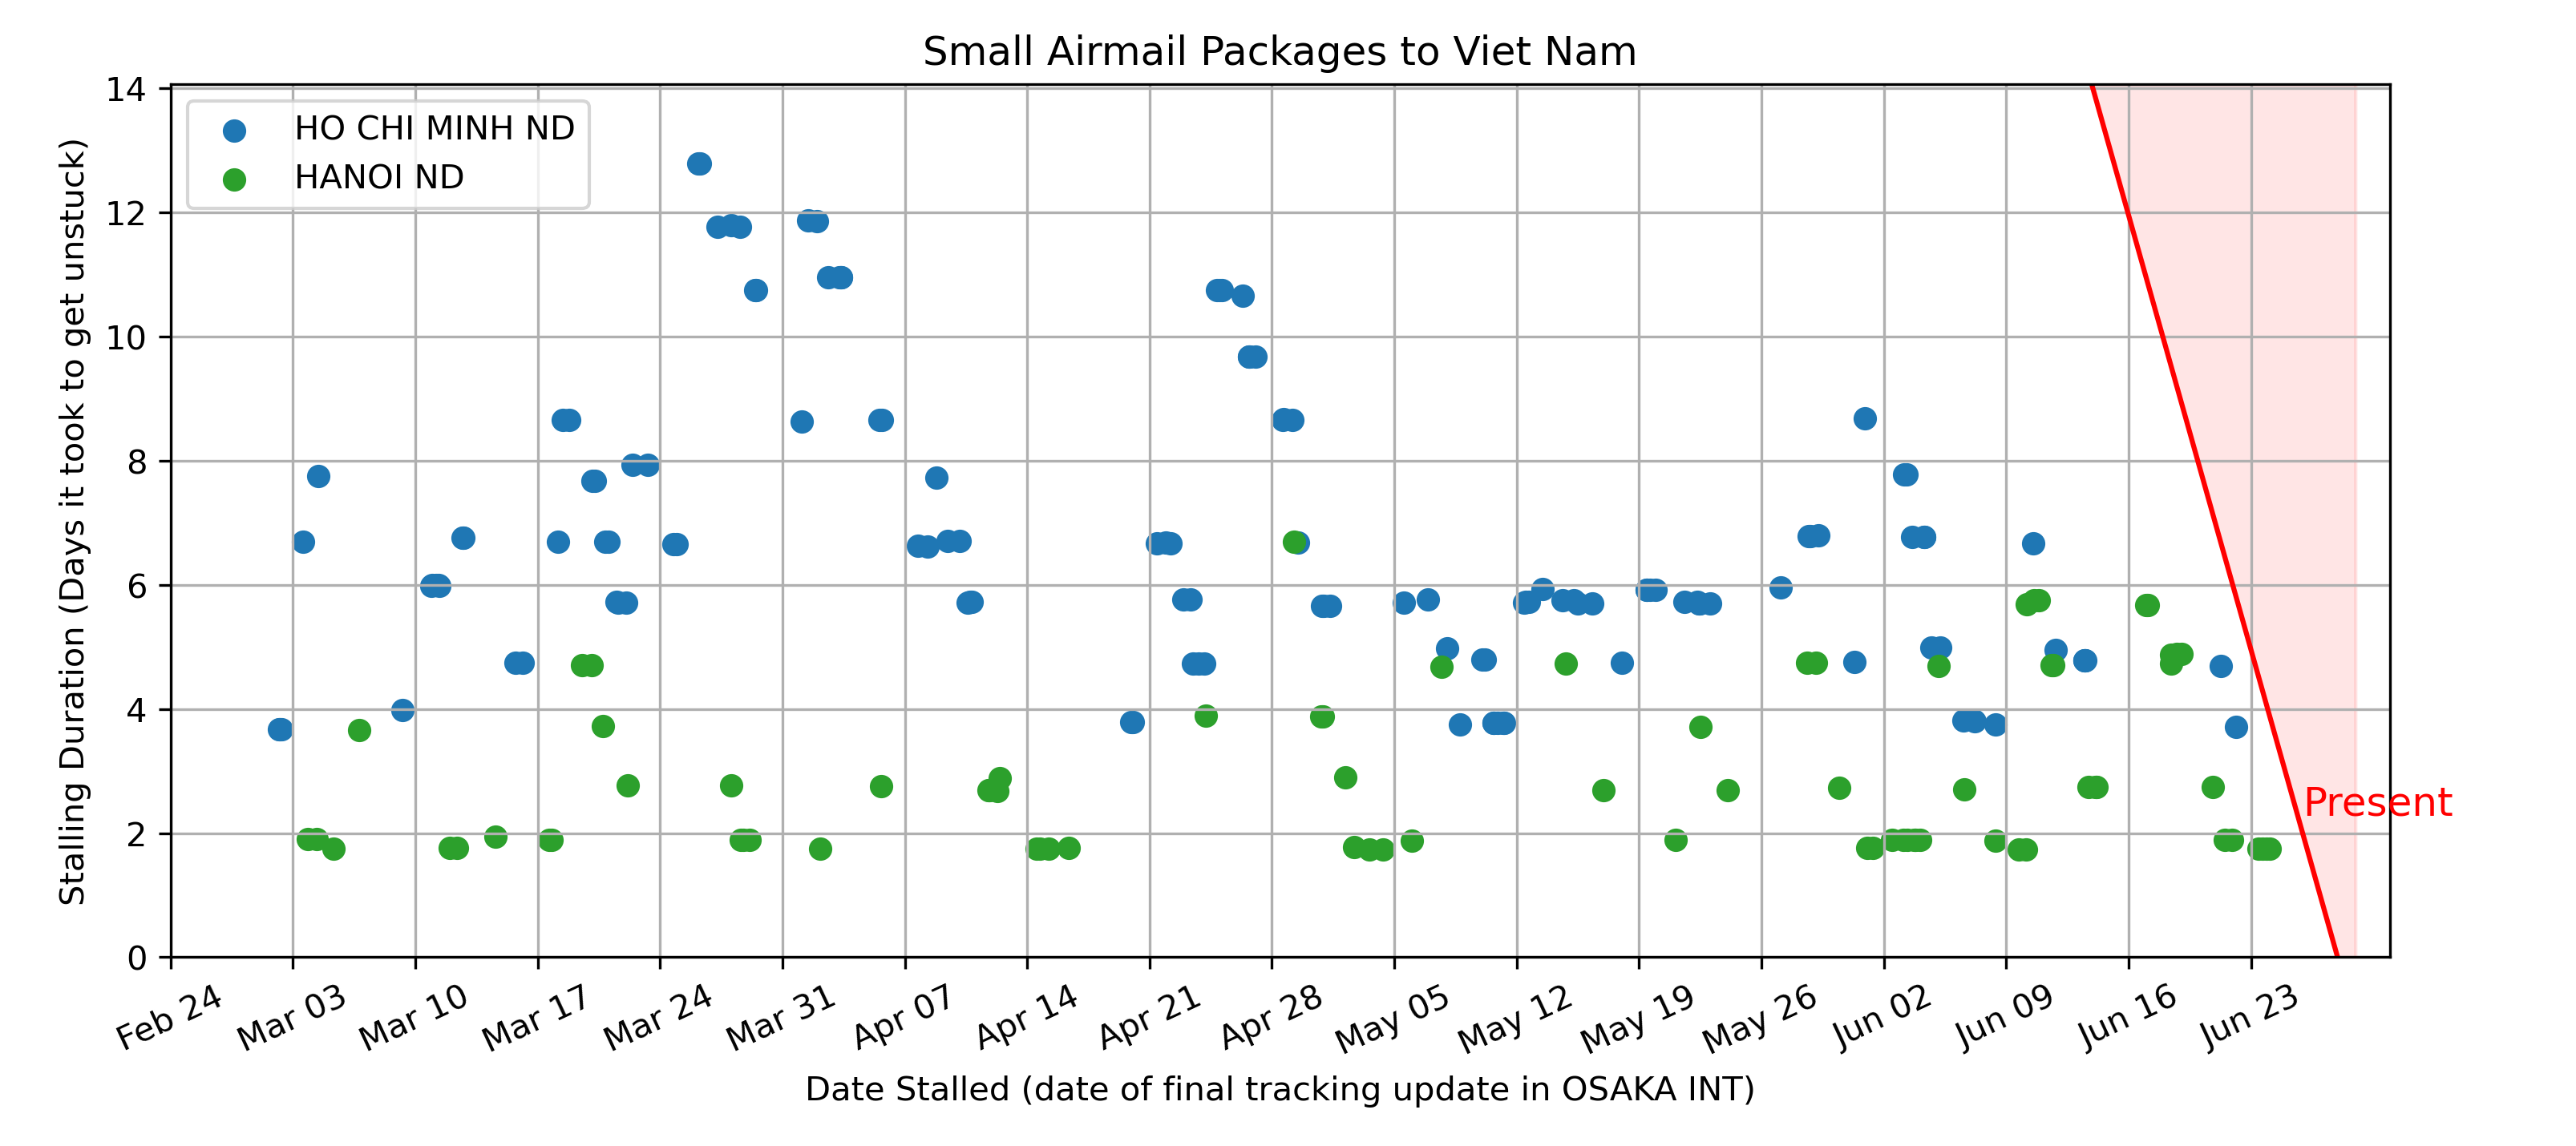 Small Airmail Packages to Viet Nam
HO CHI MINH ND
HANOI ND
Stalling Duration (Days it took to get unstuck)
14
12
10
8
6
4
2
0
Present
Feb 24
Mar 03
Mar 10
Mar 17
Mar 24
Mar 31
Apr 07
Apr 14
Apr 21
Apr 28
May 05
May 12
May 19
May 26
Jun 02
Jun 09
Jun 16
Jun 23
Date Stalled (date of final tracking update in OSAKA INT)